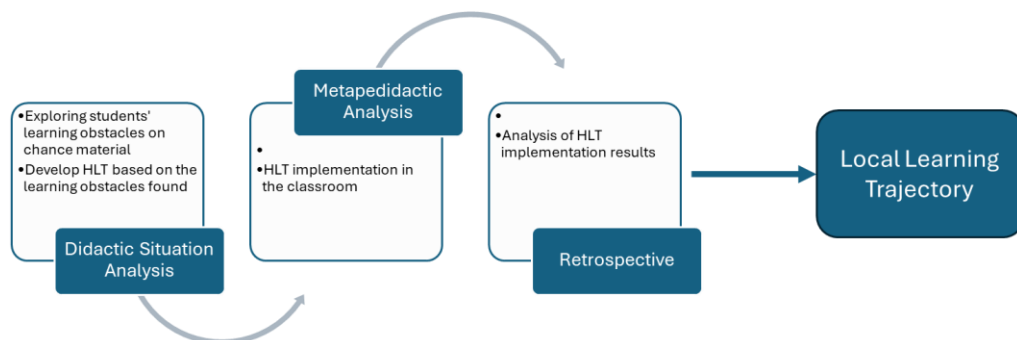 •Exploring students'
learning obstacles on
chance material
•Develop HLT based on the
learning obstacles found
Didactic Situation
Analysis
Metapedidactic
Analysis
•
•HLT implementation in
the classroom
•
•Analysis of HLT
implementation results
Retrospective
Local Learning
Trajectory